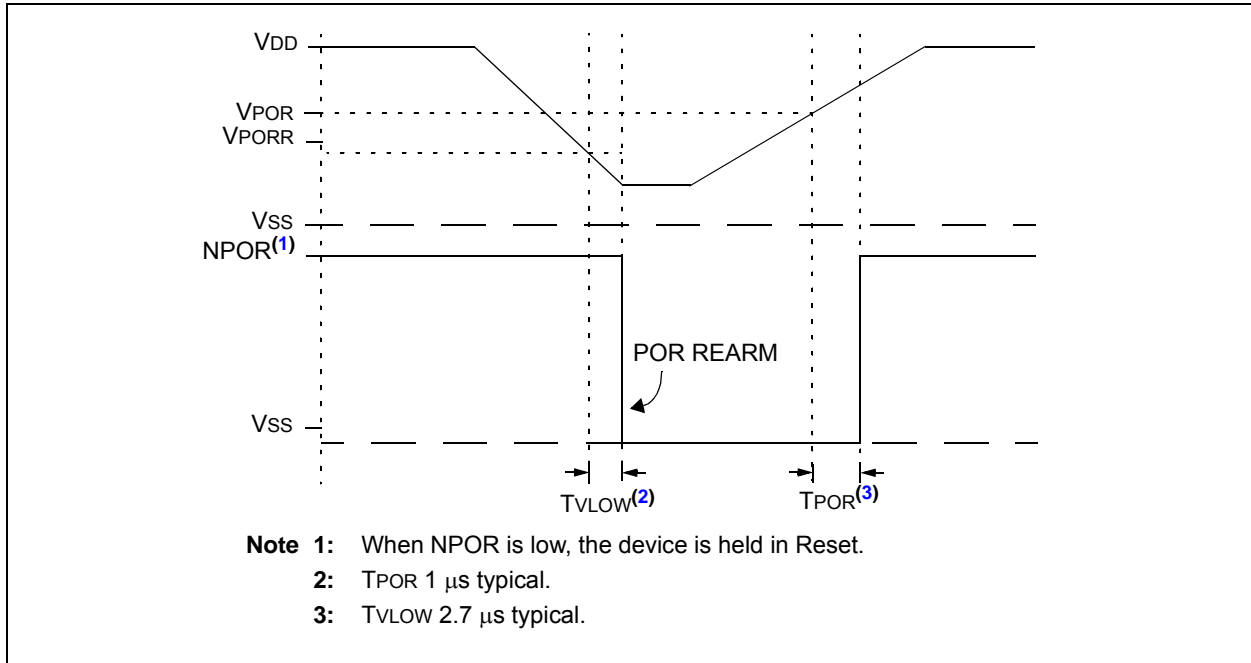 VDD
VPOR
VPORR
VSS
NPOR(1)
POR REARM
VSS
TVLOW(2)
TPOR(3)
Note 1: When NPOR is low, the device is held in Reset.
2: TPOR 1 μs typical.
3: TVLOW 2.7 μs typical.